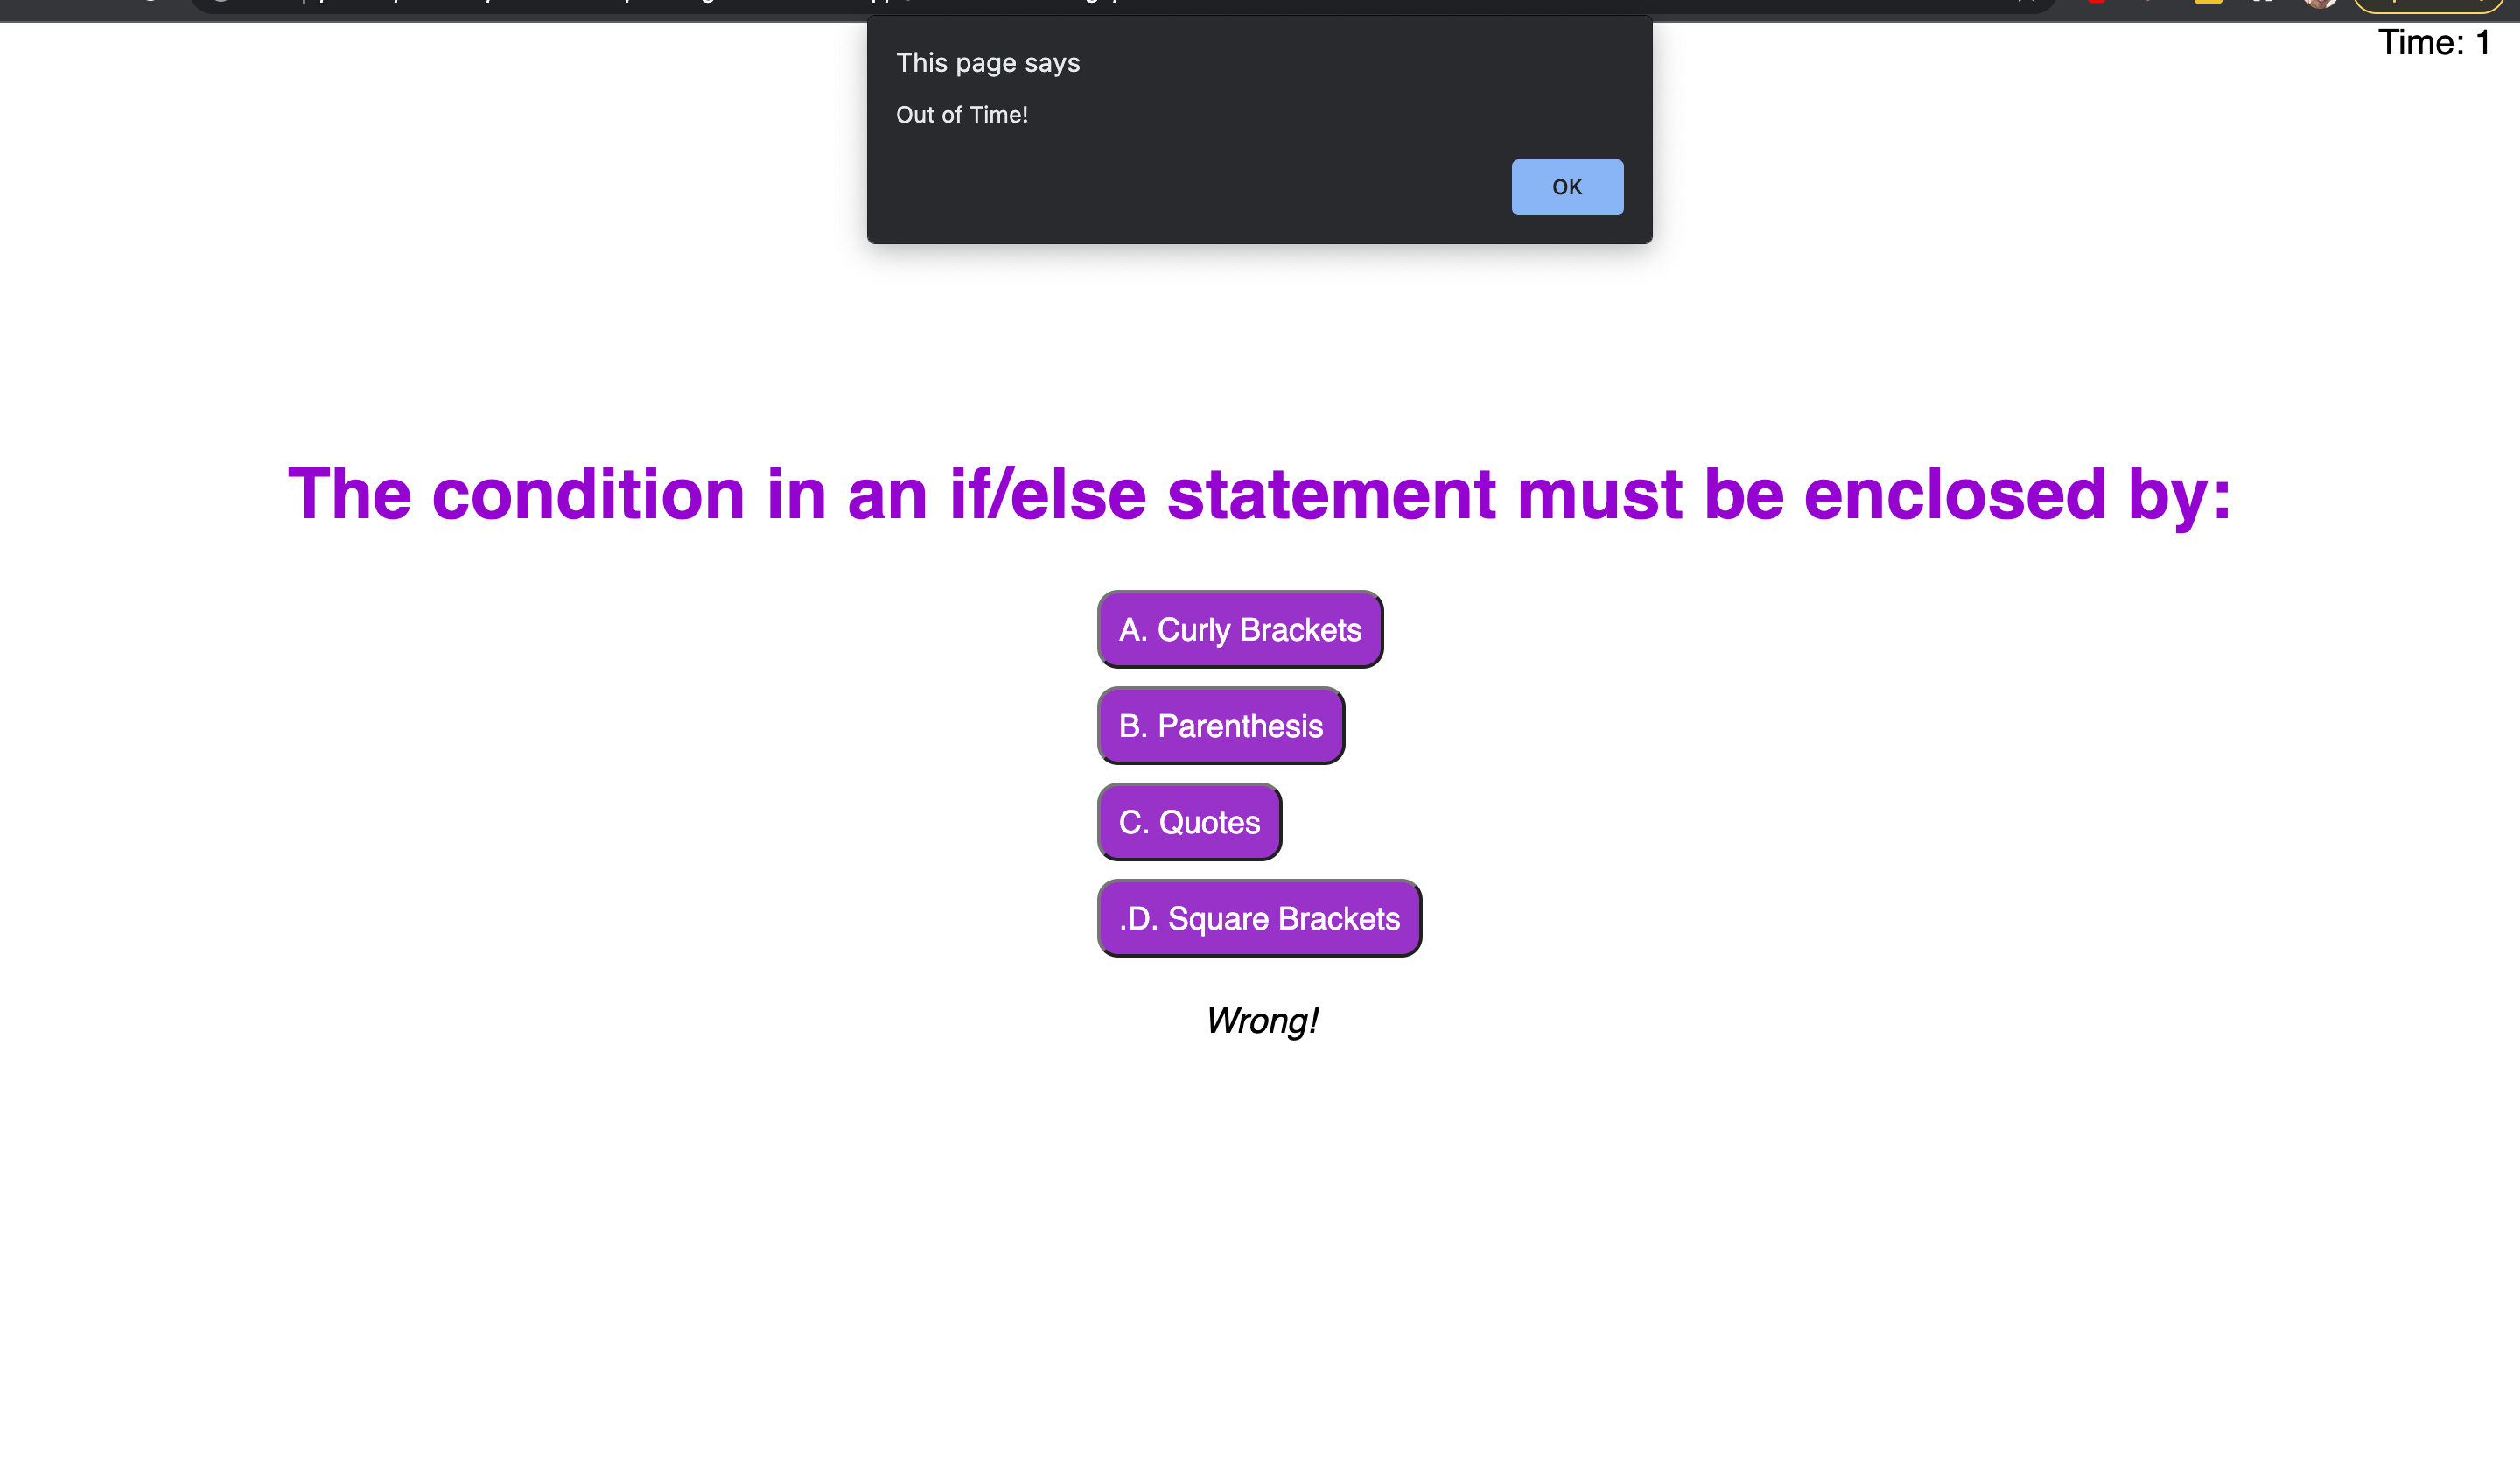 Time: 1
This page says
Out of Time!
OK
The condition in an if/else statement must be enclosed by:
A. Curly Brackets
B. Parenthesis
C. Quotes
.D. Square Brackets
Wrong!